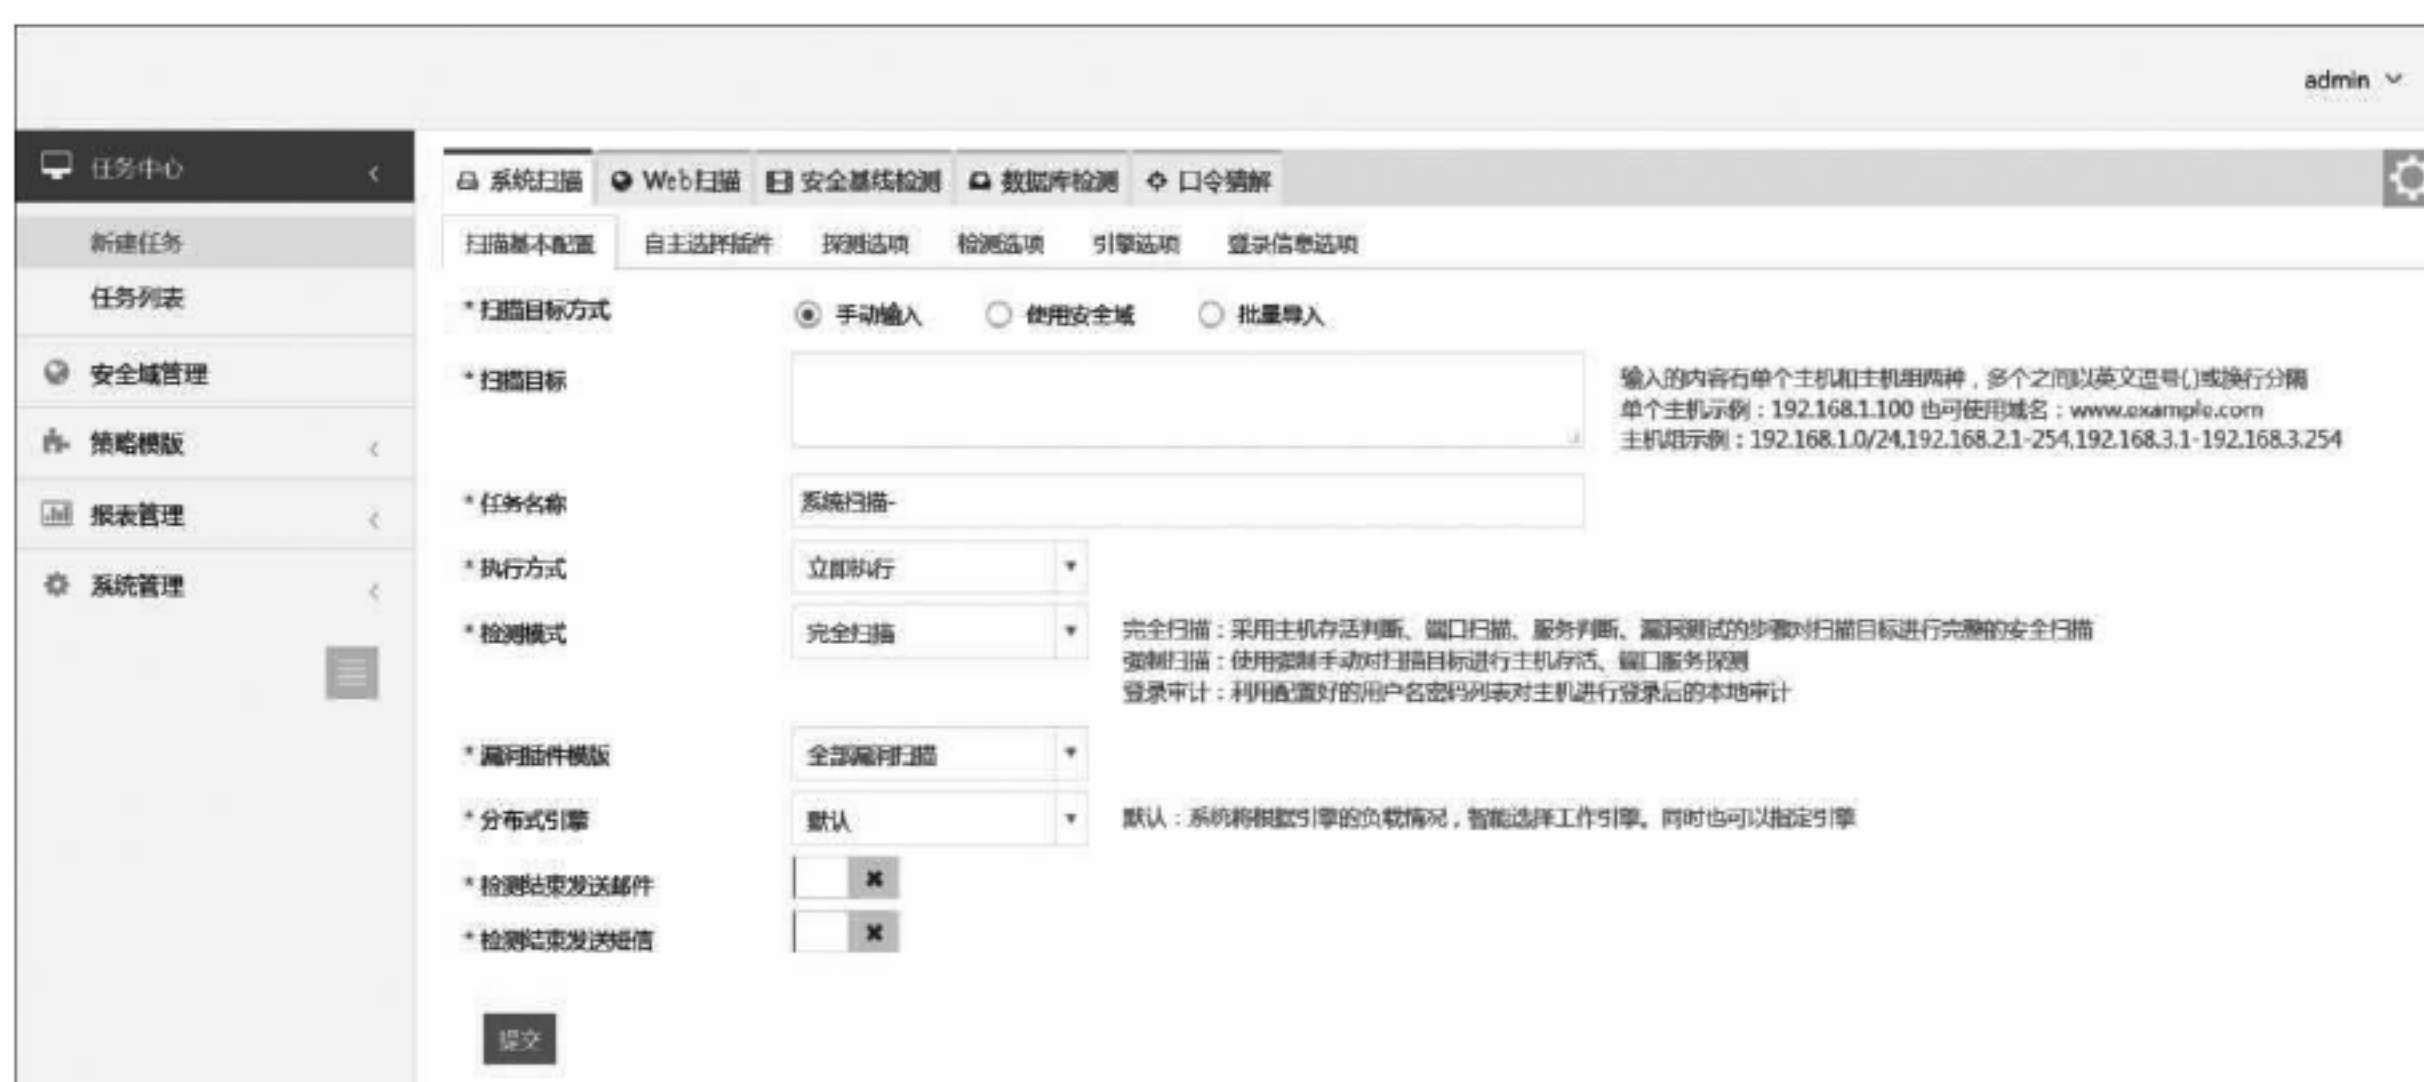 admin
任务中心
新建任务
任务列表
安全域管理
策略模版
报表管理
系统管理
系统扫描 Web扫描 安全基线检测 数据库检测 口令猜解
扫描基本配置 自主选择插件 探测选项 检测选项 引擎选项 登录信息选项
* 扫描目标方式 手动输入 使用安全域 批量导入
* 扫描目标
输入的内容有单个主机和主机组两种，多个之间以英文逗号(,)或换行分隔
单个主机示例：192.168.1.100 也可使用域名：www.example.com
主机组示例：192.168.1.0/24,192.168.2.1-254,192.168.3.1-192.168.3.254
* 任务名称 系统扫描-
* 执行方式 立即执行
* 检测模式 完全扫描
完全扫描：采用主机存活判断、端口扫描、服务判断、漏洞测试的步骤对扫描目标进行完整的安全扫描
强制扫描：使用强制手动对扫描目标进行主机存活、端口服务探测
登录审计：利用配置好的用户名密码列表对主机进行登录后的本地审计
* 漏洞插件模版 全部漏洞扫描
* 分布式引擎 默认 默认：系统将根据引擎的负载情况，智能选择工作引擎。同时也可以指定引擎
* 检测结束发送邮件
* 检测结束发送短信
提交